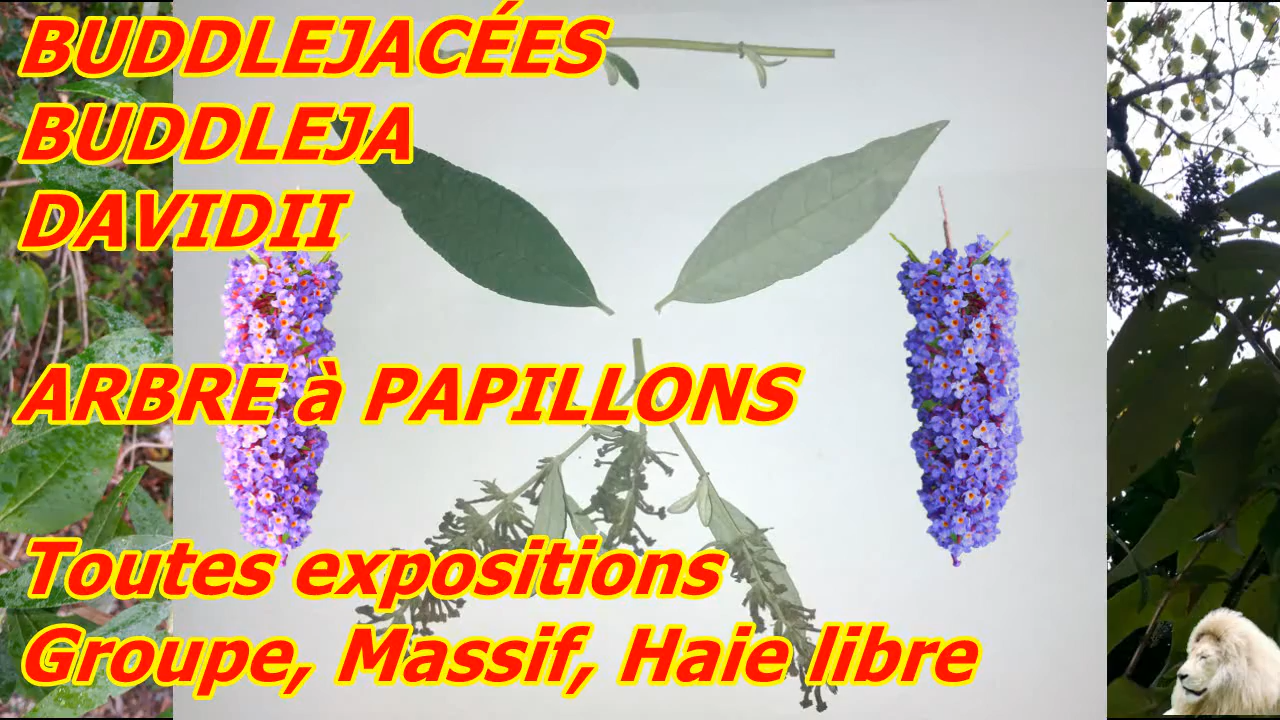 BUDDLEJACÉES
BUDDLEJA
DAVIDII
ARBRE à PAPILLONS
Toutes expositions
Groupe, Massif, Haie libre